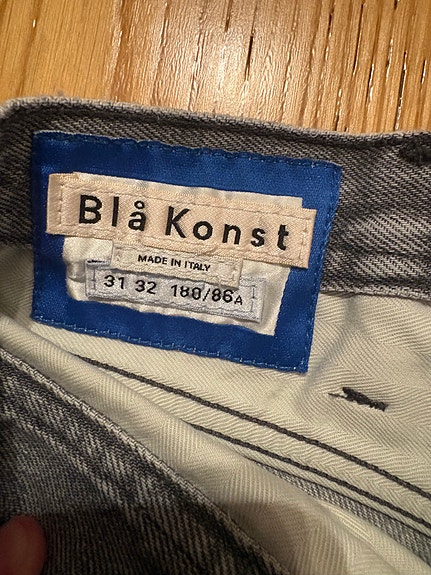 Blå Konst
MADE IN ITALY
31 32 180/86A